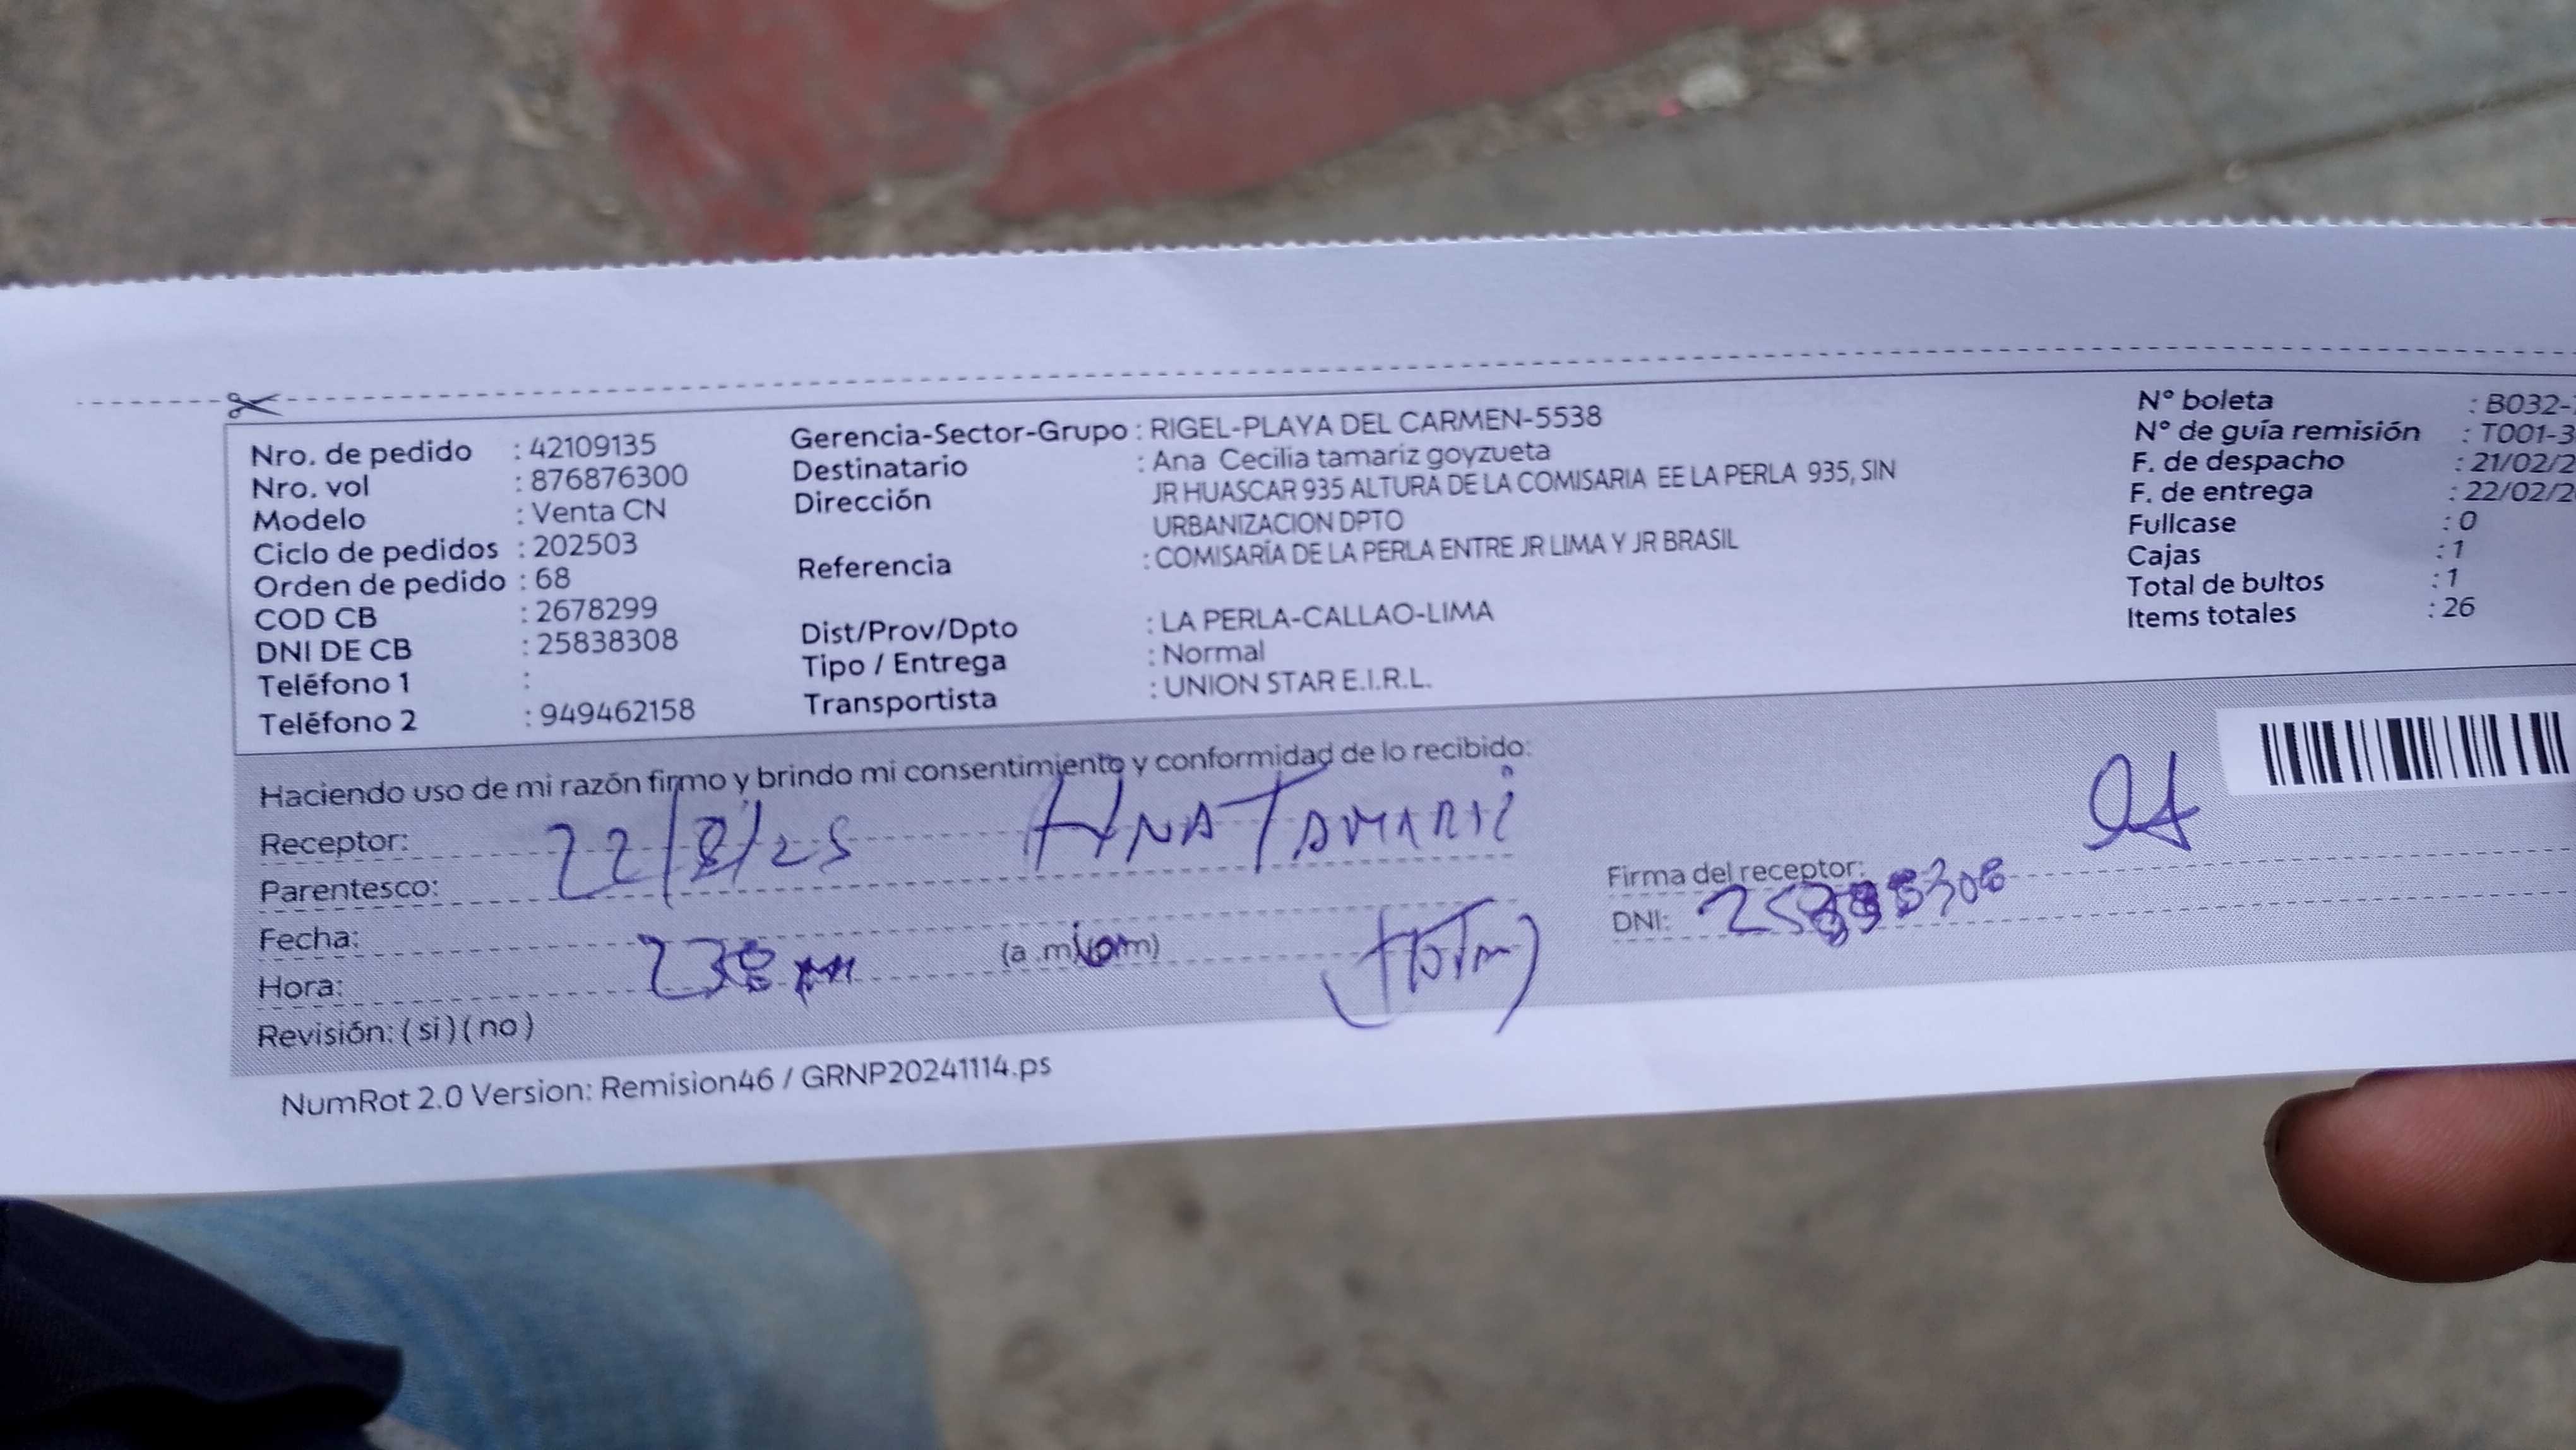 Nro. de pedido : 42109135
Nro. vol : 876876300
Modelo : Venta CN
Ciclo de pedidos : 202503
Orden de pedido : 68
COD CB : 2678299
DNI DE CB : 25838308
Teléfono 1 :
Teléfono 2 : 949462158
Gerencia-Sector-Grupo : RIGEL-PLAYA DEL CARMEN-5538
Destinatario : Ana Cecilia tamariz goyzueta
Dirección JR HUASCAR 935 ALTURA DE LA COMISARIA EE LA PERLA 935, SIN
URBANIZACION DPTO
Referencia : COMISARÍA DE LA PERLA ENTRE JR LIMA Y JR BRASIL
Dist/Prov/Dpto : LA PERLA-CALLAO-LIMA
Tipo / Entrega : Normal
Transportista : UNION STAR E.I.R.L.
N° boleta : B032-
N° de guía remisión : T001-3
F. de despacho : 21/02/2
F. de entrega : 22/02/2
Fullcase : 0
Cajas : 1
Total de bultos : 1
Items totales : 26
Haciendo uso de mi razón firmo y brindo mi consentimiento y conformidad de lo recibido:
Receptor: ANA TAMARIZ
Parentesco: 22/2/25
Fecha:
Hora: (a.m)(pm)
Firma del receptor:
DNI:
Revisión: (si) (no)
NumRot 2.0 Version: Remision46 / GRNP20241114.ps